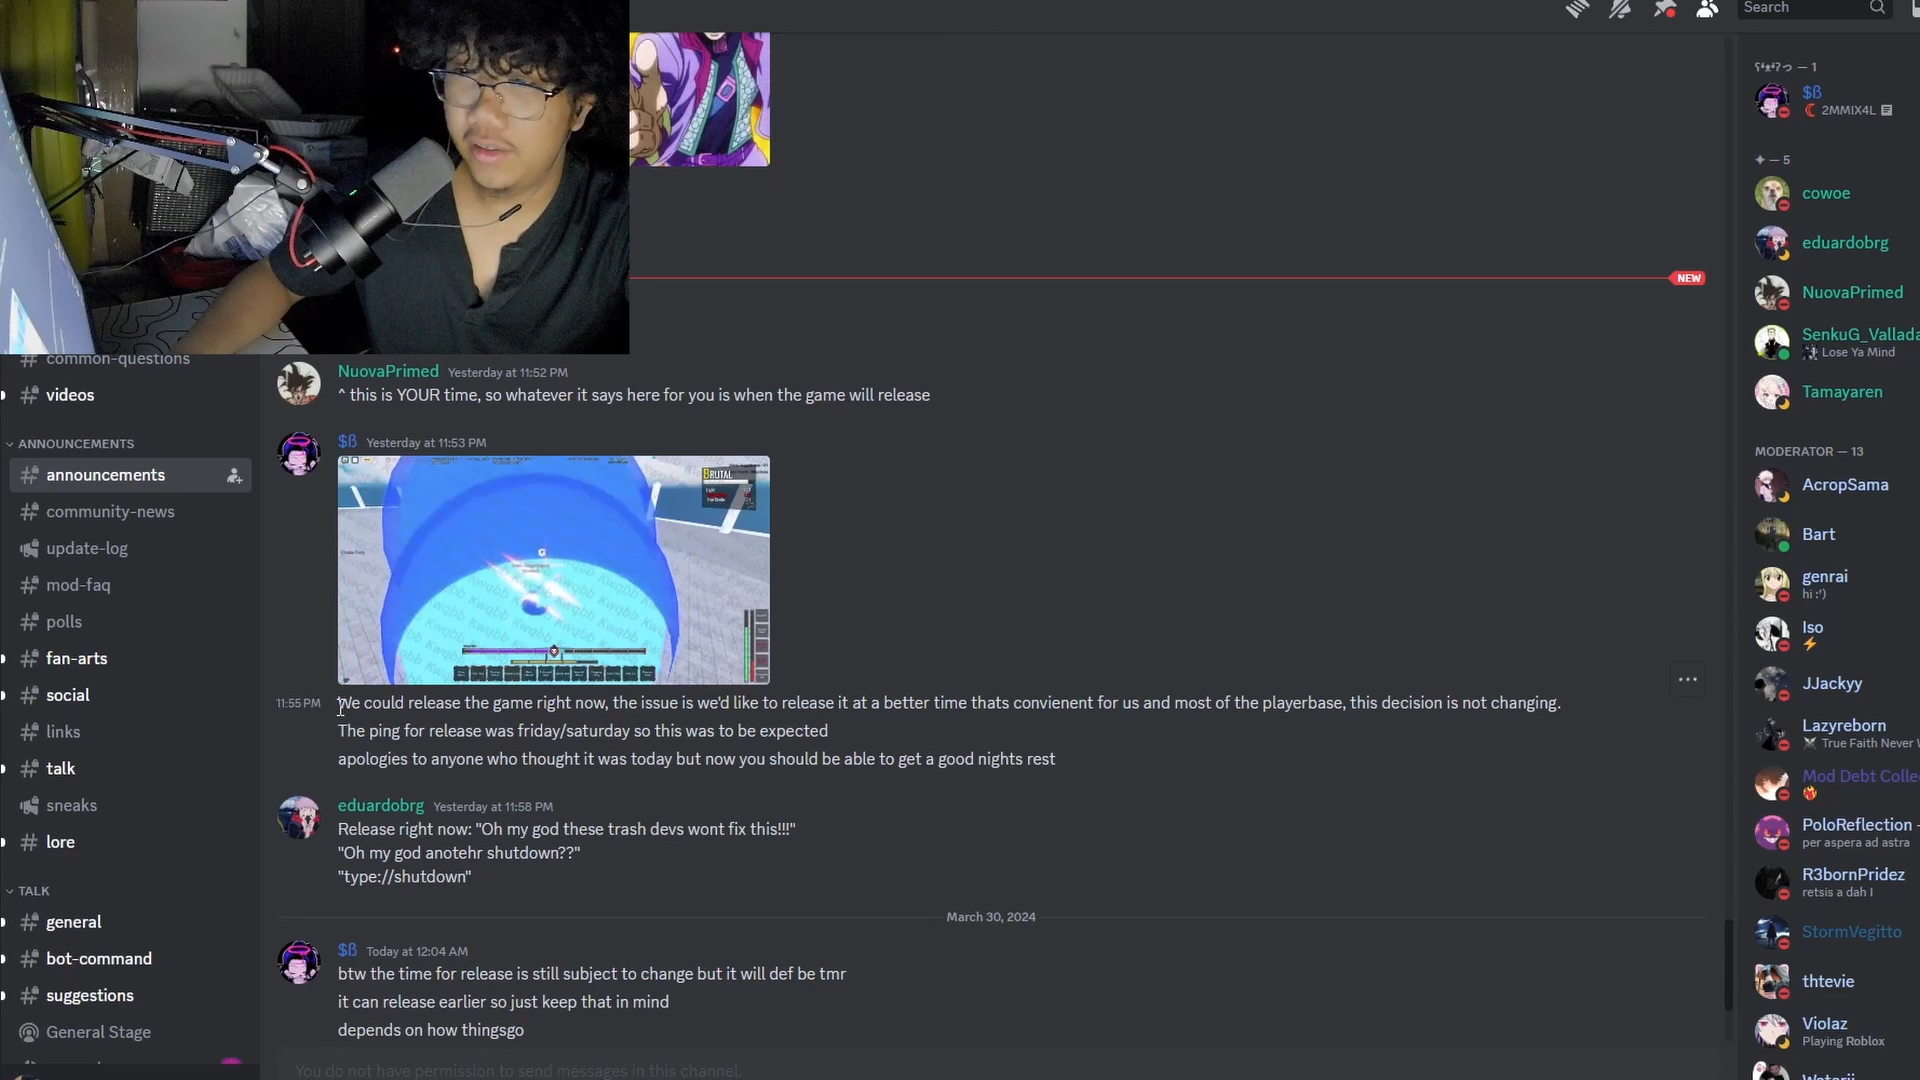 Search
NEW
common-questions
videos
ANNOUNCEMENTS
announcements
community-news
update-log
mod-faq
polls
fan-arts
social
links
talk
sneaks
lore
TALK
general
bot-command
suggestions
General Stage
NuovaPrimed Yesterday at 11:52 PM
^ this is YOUR time, so whatever it says here for you is when the game will release
$ß Yesterday at 11:53 PM
BRUTAL
Kwqbb Kwqbb Kwqbb
11:55 PM We could release the game right now, the issue is we'd like to release it at a better time thats convienent for us and most of the playerbase, this decision is not changing.
The ping for release was friday/saturday so this was to be expected
apologies to anyone who thought it was today but now you should be able to get a good nights rest
eduardobrg Yesterday at 11:58 PM
Release right now: "Oh my god these trash devs wont fix this!!!"
"Oh my god anotehr shutdown??"
"type://shutdown"
March 30, 2024
$ß Today at 12:04 AM
btw the time for release is still subject to change but it will def be tmr
it can release earlier so just keep that in mind
depends on how thingsgo
You do not have permission to send messages in this channel.
— 1
$ß
2MMIX4L
✦ — 5
cowoe
eduardobrg
NuovaPrimed
SenkuG_Vallada
Lose Ya Mind
Tamayaren
MODERATOR — 13
AcropSama
Bart
genrai
hi :')
Iso
JJackyy
Lazyreborn
True Faith Never
Mod Debt Colle
PoloReflection
per aspera ad astra
R3bornPridez
retsis a dah I
StormVegitto
thtevie
Violaz
Playing Roblox